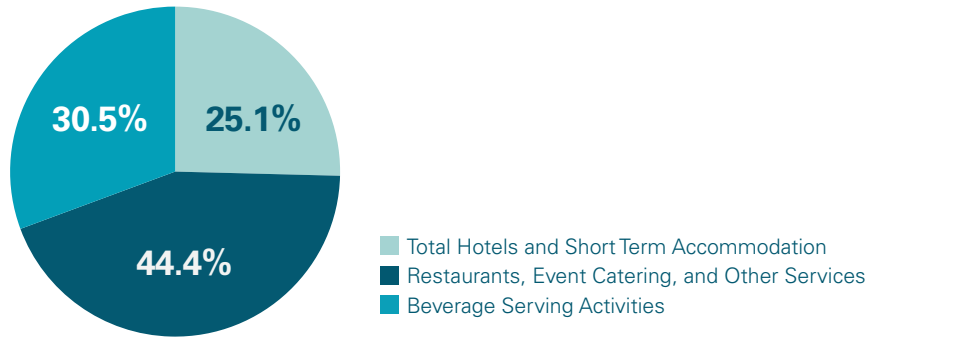 30.5%
25.1%
44.4%
Total Hotels and Short Term Accommodation
Restaurants, Event Catering, and Other Services
Beverage Serving Activities